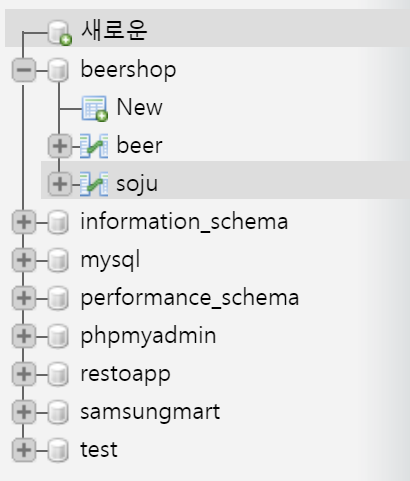 새로운
beershop
New
beer
soju
information_schema
mysql
performance_schema
phpmyadmin
restoapp
samsungmart
test